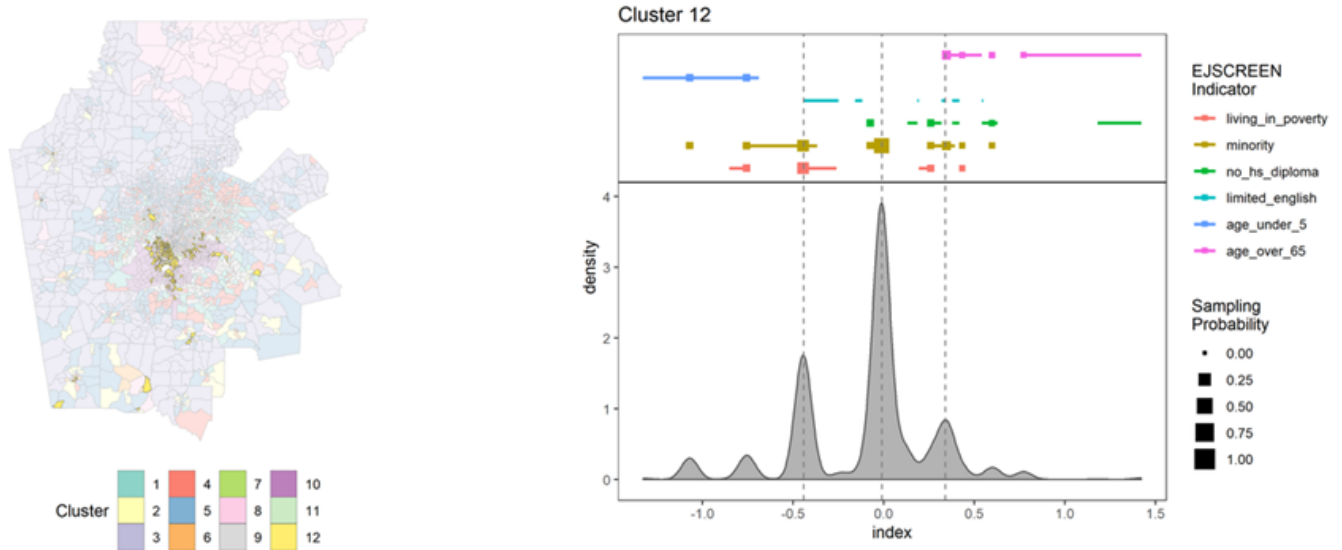 Cluster
1 4 7 10
2 5 8 11
3 6 9 12
Cluster 12
4
3
2
1
0
density
-1.0 -0.5 0.0 0.5 1.0 1.5
index
EJSCREEN
Indicator
living_in_poverty
minority
no_hs_diploma
limited_english
age_under_5
age_over_65
Sampling
Probability
0.00
0.25
0.50
0.75
1.00